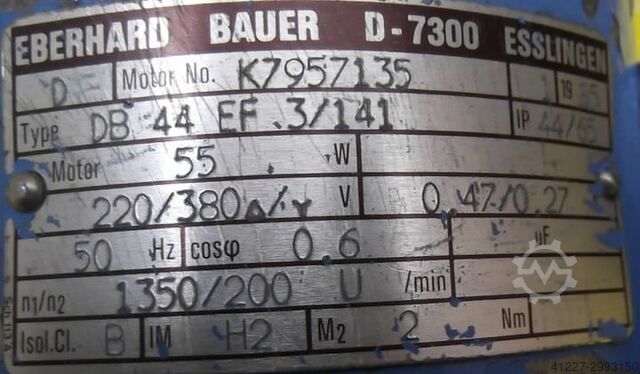 EBERHARD BAUER D-7300 ESSLINGEN
D Motor No. K7957135 1 19
Type DB 44 EF .3/141 IP 44/65
Motor 55 W
220/380 △/Y V 0.47/0.27
50 Hz cosφ 0.6 µF
n1/n2 1350/200 U /min
Isol.Cl. B IM H2 M2 2 Nm
41227-2993150